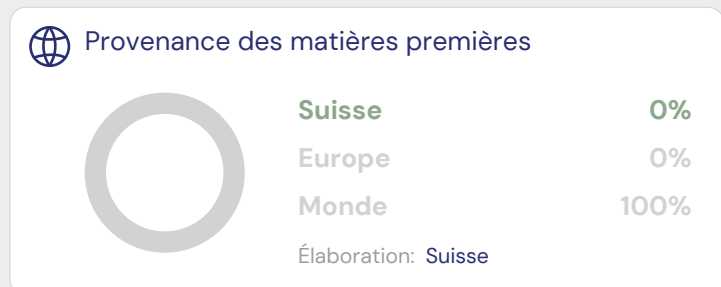 Provenance des matières premières
Suisse 0%
Europe 0%
Monde 100%
Élaboration: Suisse